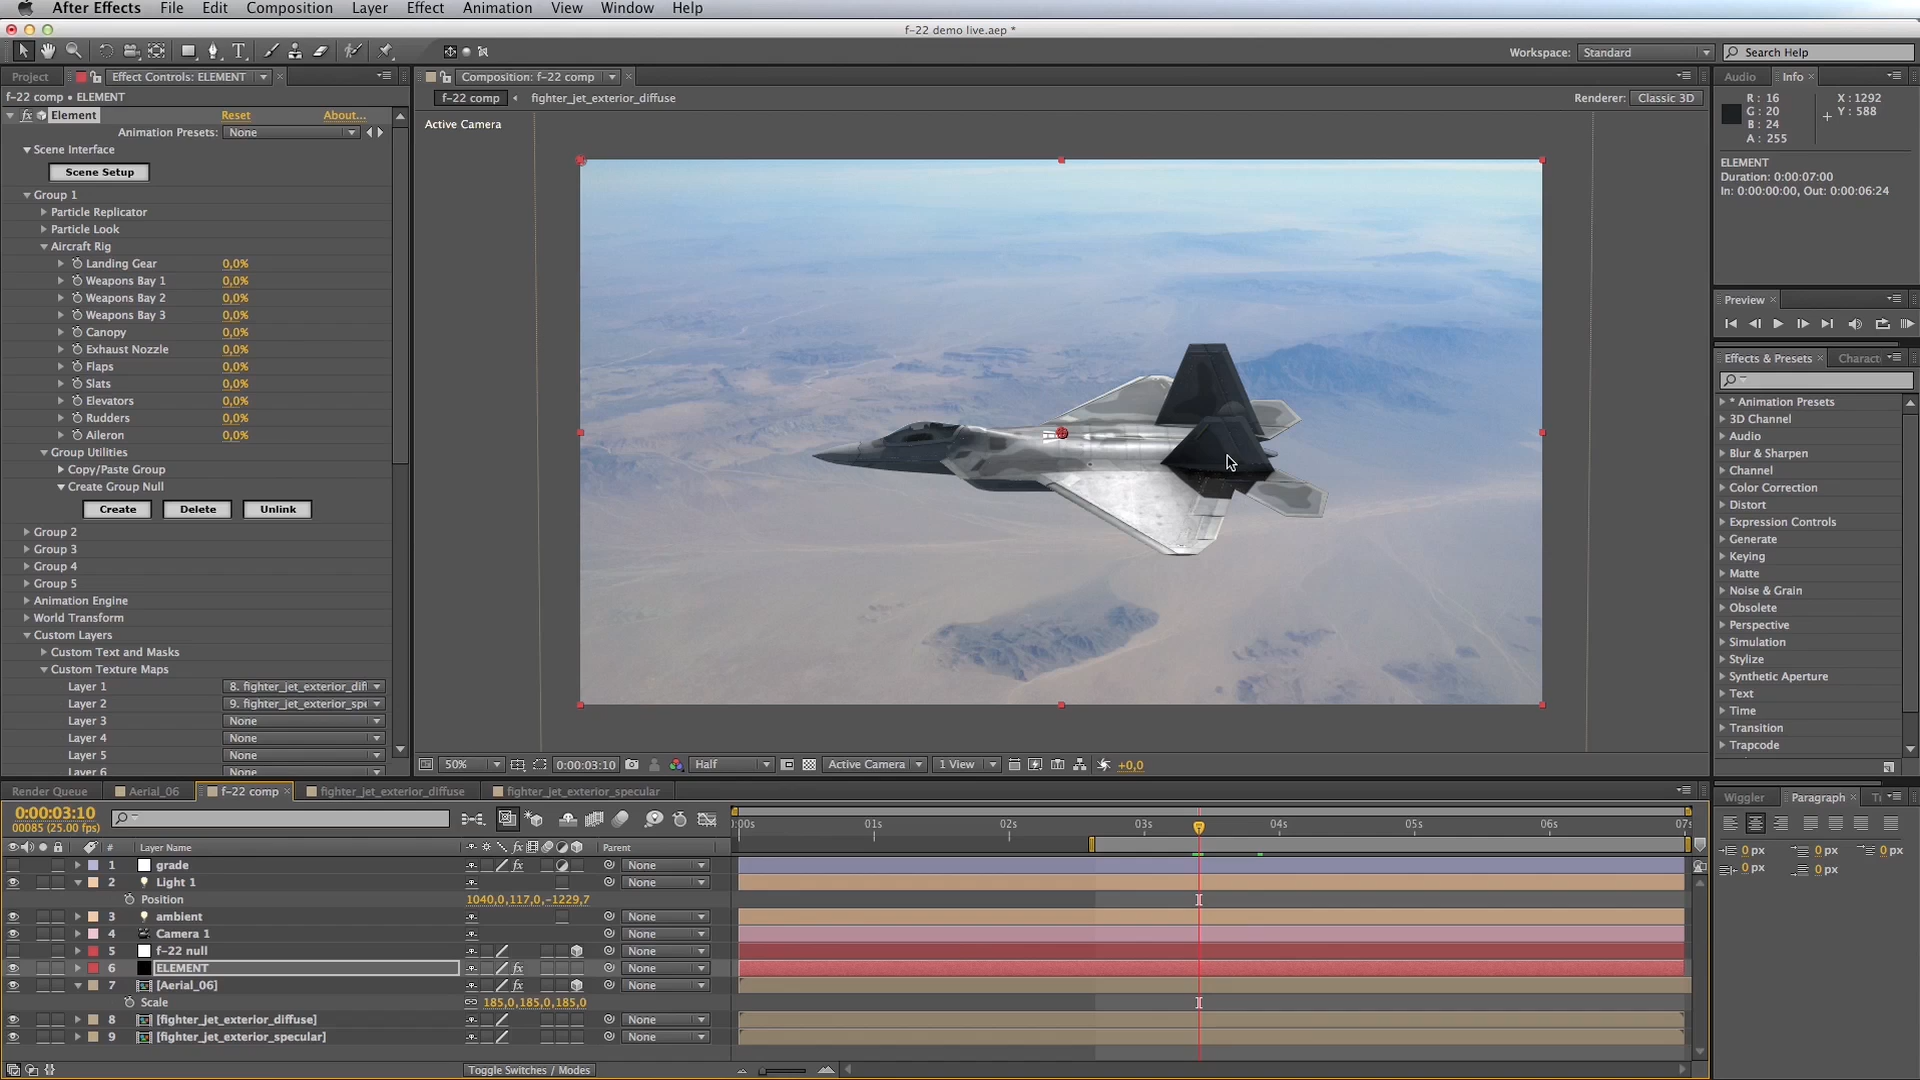 After Effects File Edit Composition Layer Effect Animation View Window Help
f-22 demo live.aep *
Workspace: Standard
Search Help
Project
Effect Controls: ELEMENT
Composition: f-22 comp
Audio
Info
f-22 comp • ELEMENT
f-22 comp
fighter_jet_exterior_diffuse
Renderer: Classic 3D
R: 16
G: 20
B: 24
A: 255
X: 1292
Y: 588
fx Element Reset About...
Animation Presets: None
Scene Interface
Scene Setup
Group 1
Particle Replicator
Particle Look
Aircraft Rig
Landing Gear 0,0%
Weapons Bay 1 0,0%
Weapons Bay 2 0,0%
Weapons Bay 3 0,0%
Canopy 0,0%
Exhaust Nozzle 0,0%
Flaps 0,0%
Slats 0,0%
Elevators 0,0%
Rudders 0,0%
Aileron 0,0%
Group Utilities
Copy/Paste Group
Create Group Null
Create Delete Unlink
Group 2
Group 3
Group 4
Group 5
Animation Engine
World Transform
Custom Layers
Custom Text and Masks
Custom Texture Maps
Layer 1 8. fighter_jet_exterior_dif
Layer 2 9. fighter_jet_exterior_sp
Layer 3 None
Layer 4 None
Layer 5 None
Layer 6 None
Active Camera
50% 0:00:03:10 Half Active Camera 1 View +0,0
ELEMENT
Duration: 0:00:07:00
In: 0:00:00:00, Out: 0:00:06:24
Preview
Effects & Presets
Charact
* Animation Presets
3D Channel
Audio
Blur & Sharpen
Channel
Color Correction
Distort
Expression Controls
Generate
Keying
Matte
Noise & Grain
Obsolete
Perspective
Simulation
Stylize
Synthetic Aperture
Text
Time
Transition
Trapcode
Render Queue
Aerial_06
f-22 comp
fighter_jet_exterior_diffuse
fighter_jet_exterior_specular
0:00:03:10
00085 (25.00 fps)
:00s 01s 02s 03s 04s 05s 06s 07s
# Layer Name fx Parent
1 grade fx None
2 Light 1 None
Position 1040,0,117,0,-1229,7
3 ambient None
4 Camera 1 None
5 f-22 null None
6 ELEMENT fx None
7 [Aerial_06] fx None
Scale 185,0,185,0,185,0
8 [fighter_jet_exterior_diffuse] None
9 [fighter_jet_exterior_specular] None
Toggle Switches / Modes
Wiggler
Paragraph
0 px 0 px 0 px
0 px 0 px